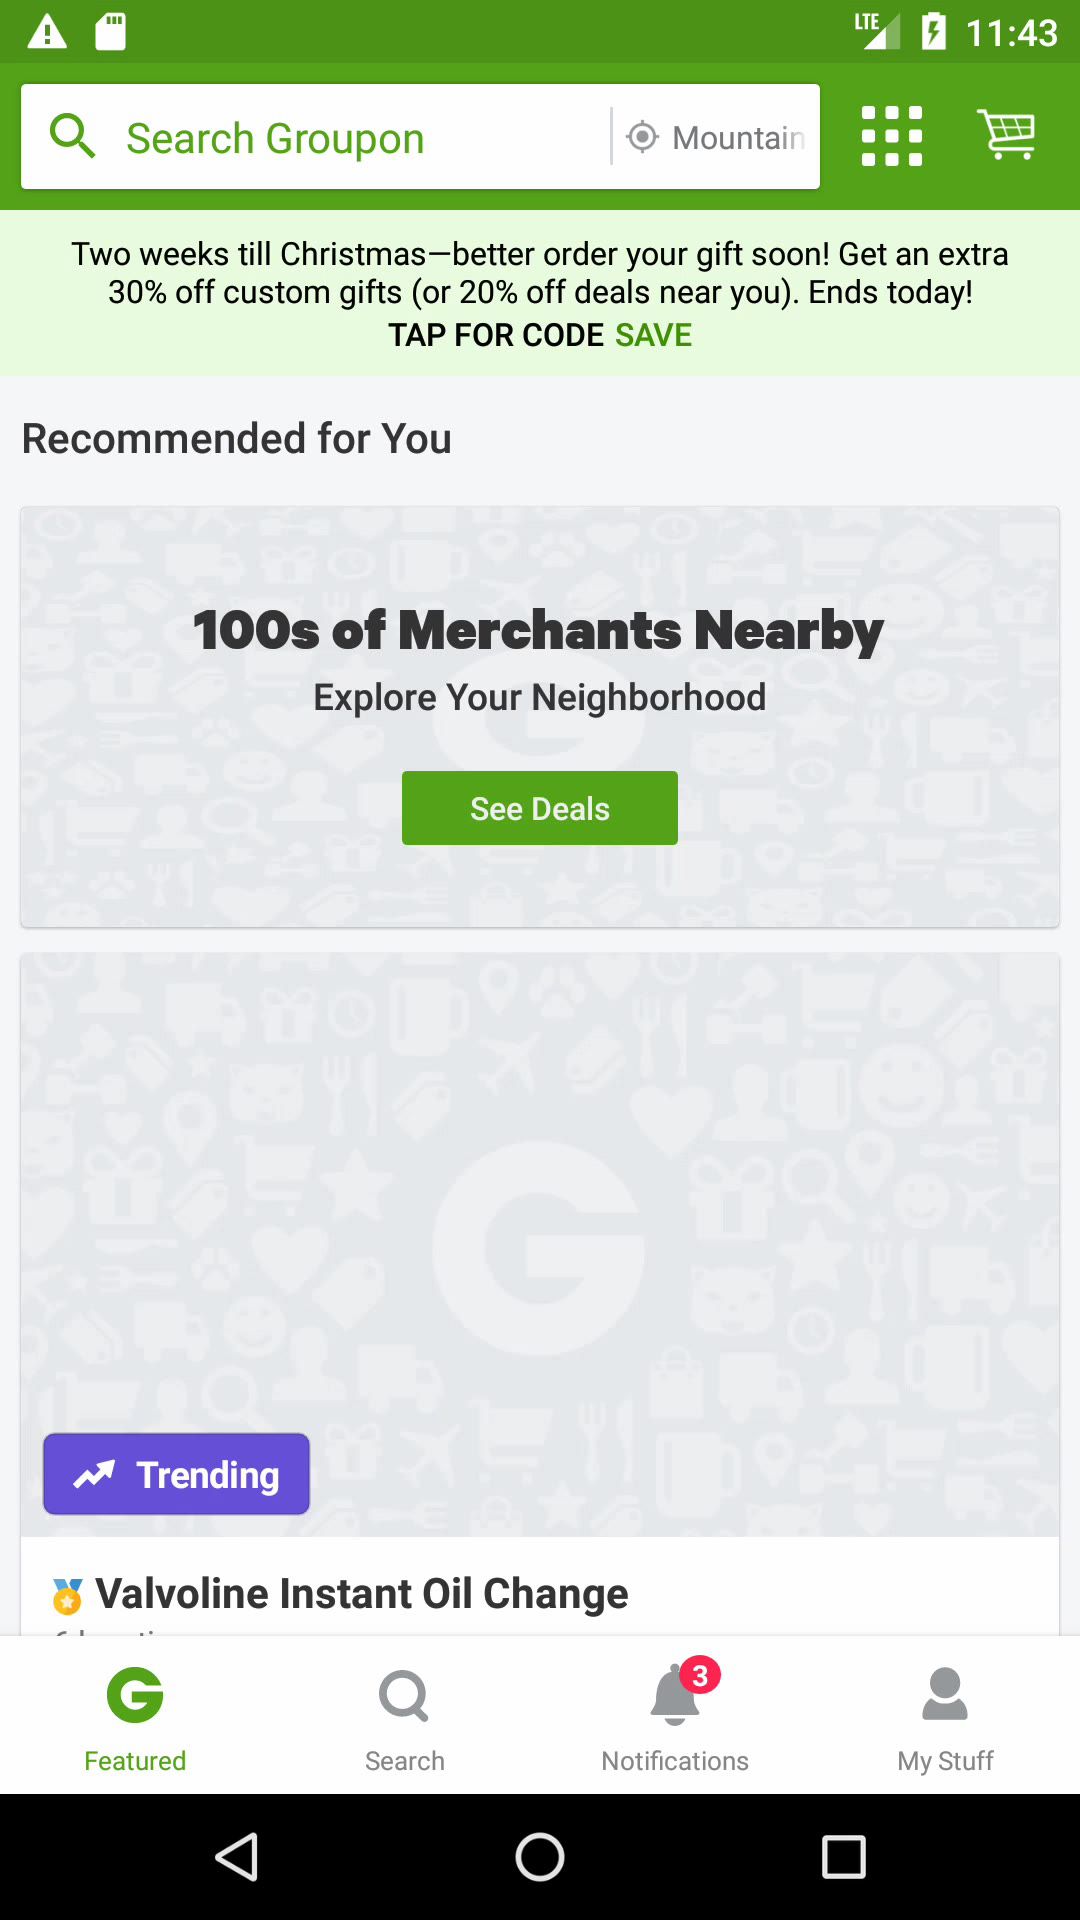 LTE 11:43
Search Groupon Mountain
Two weeks till Christmas—better order your gift soon! Get an extra
30% off custom gifts (or 20% off deals near you). Ends today!
TAP FOR CODE SAVE
Recommended for You
100s of Merchants Nearby
Explore Your Neighborhood
See Deals
G
Trending
Valvoline Instant Oil Change
G
3
Featured Search Notifications My Stuff